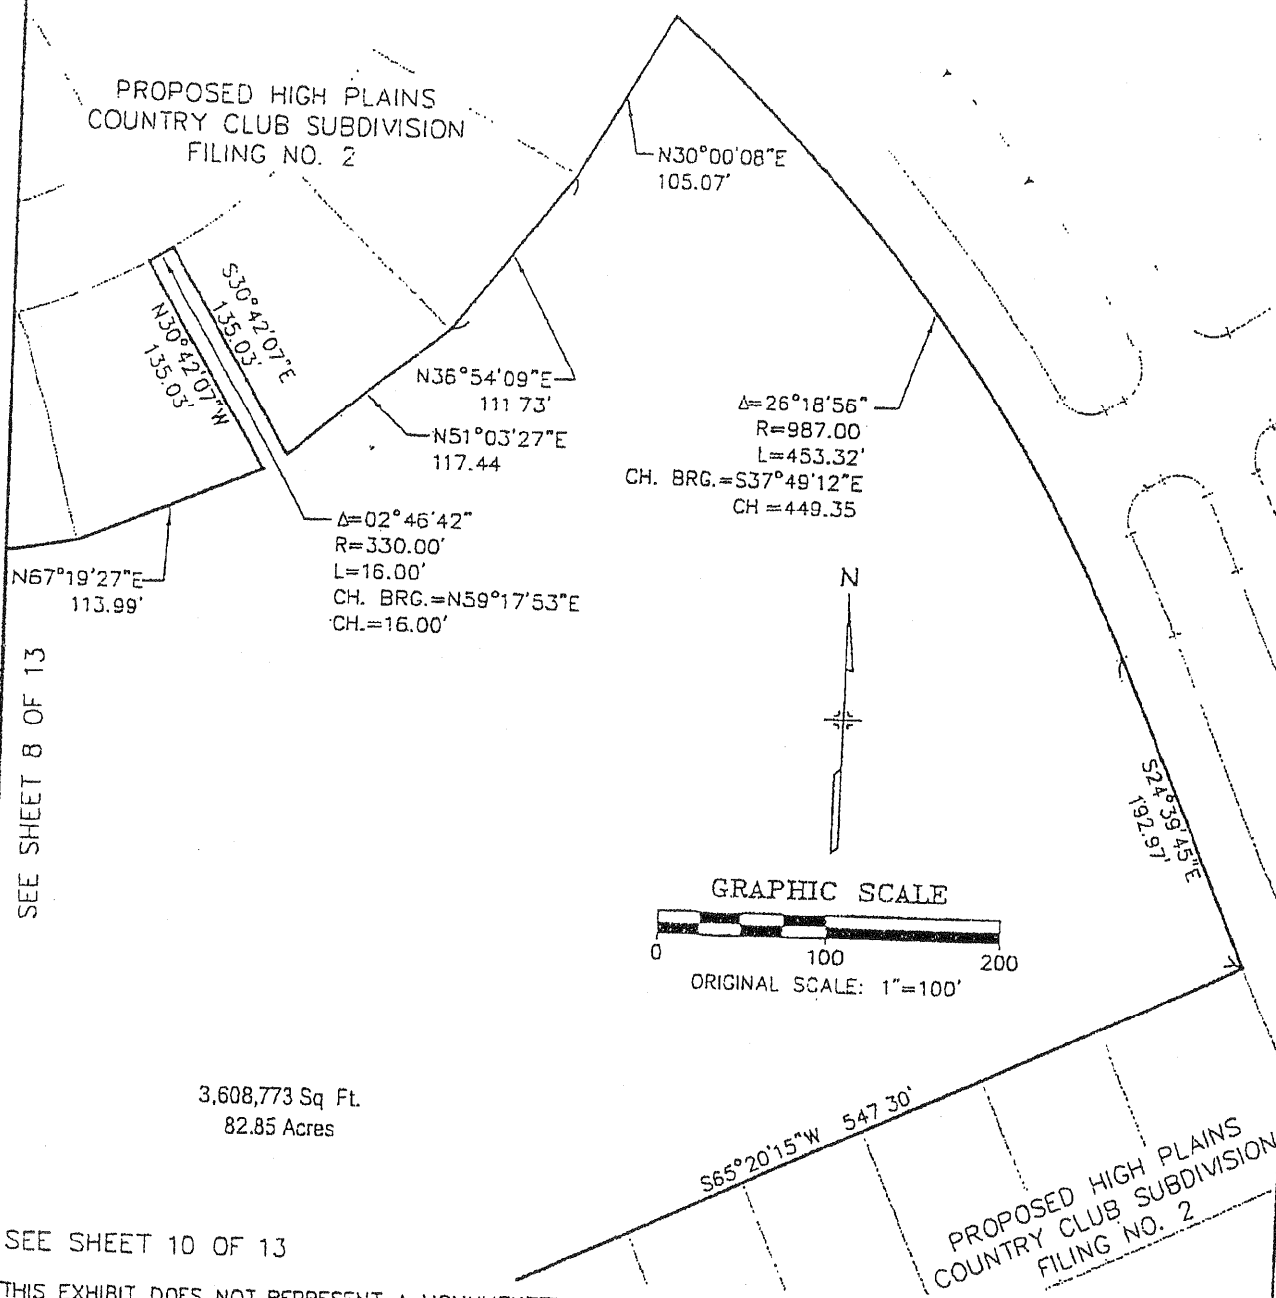 PROPOSED HIGH PLAINS
COUNTRY CLUB SUBDIVISION
FILING NO. 2
N30°00'08"E
105.07'
S30°42'07"E
135.03'
N30°42'07"W
135.03'
N36°54'09"E
111 73'
N51°03'27"E
117.44
Δ=26°18'56"
R=987.00
L=453.32'
CH. BRG.=S37°49'12"E
CH =449.35
Δ=02°46'42"
R=330.00'
L=16.00'
CH. BRG.=N59°17'53"E
CH.=16.00'
N67°19'27"E
113.99'
SEE SHEET 8 OF 13
N
S24°39'45"E
192.97'
GRAPHIC SCALE
0 100 200
ORIGINAL SCALE: 1"=100'
3,608,773 Sq Ft.
82.85 Acres
S65°20'15"W 547 30'
PROPOSED HIGH PLAINS
COUNTRY CLUB SUBDIVISION
FILING NO. 2
SEE SHEET 10 OF 13
THIS EXHIBIT DOES NOT REPRESENT A